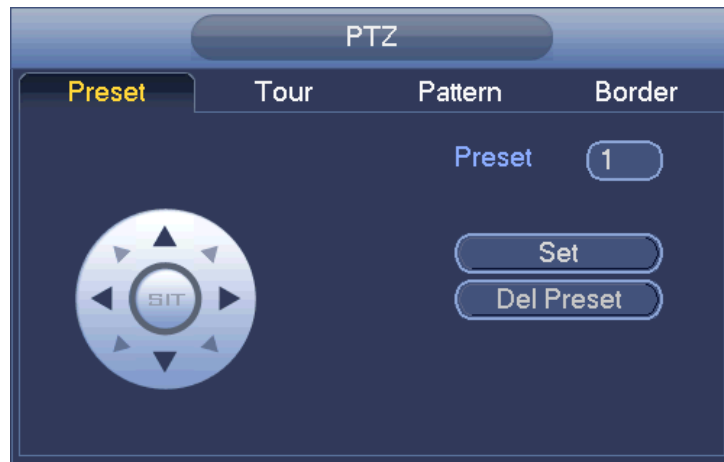 PTZ
Preset Tour Pattern Border
Preset 1
Set
SIT
Del Preset